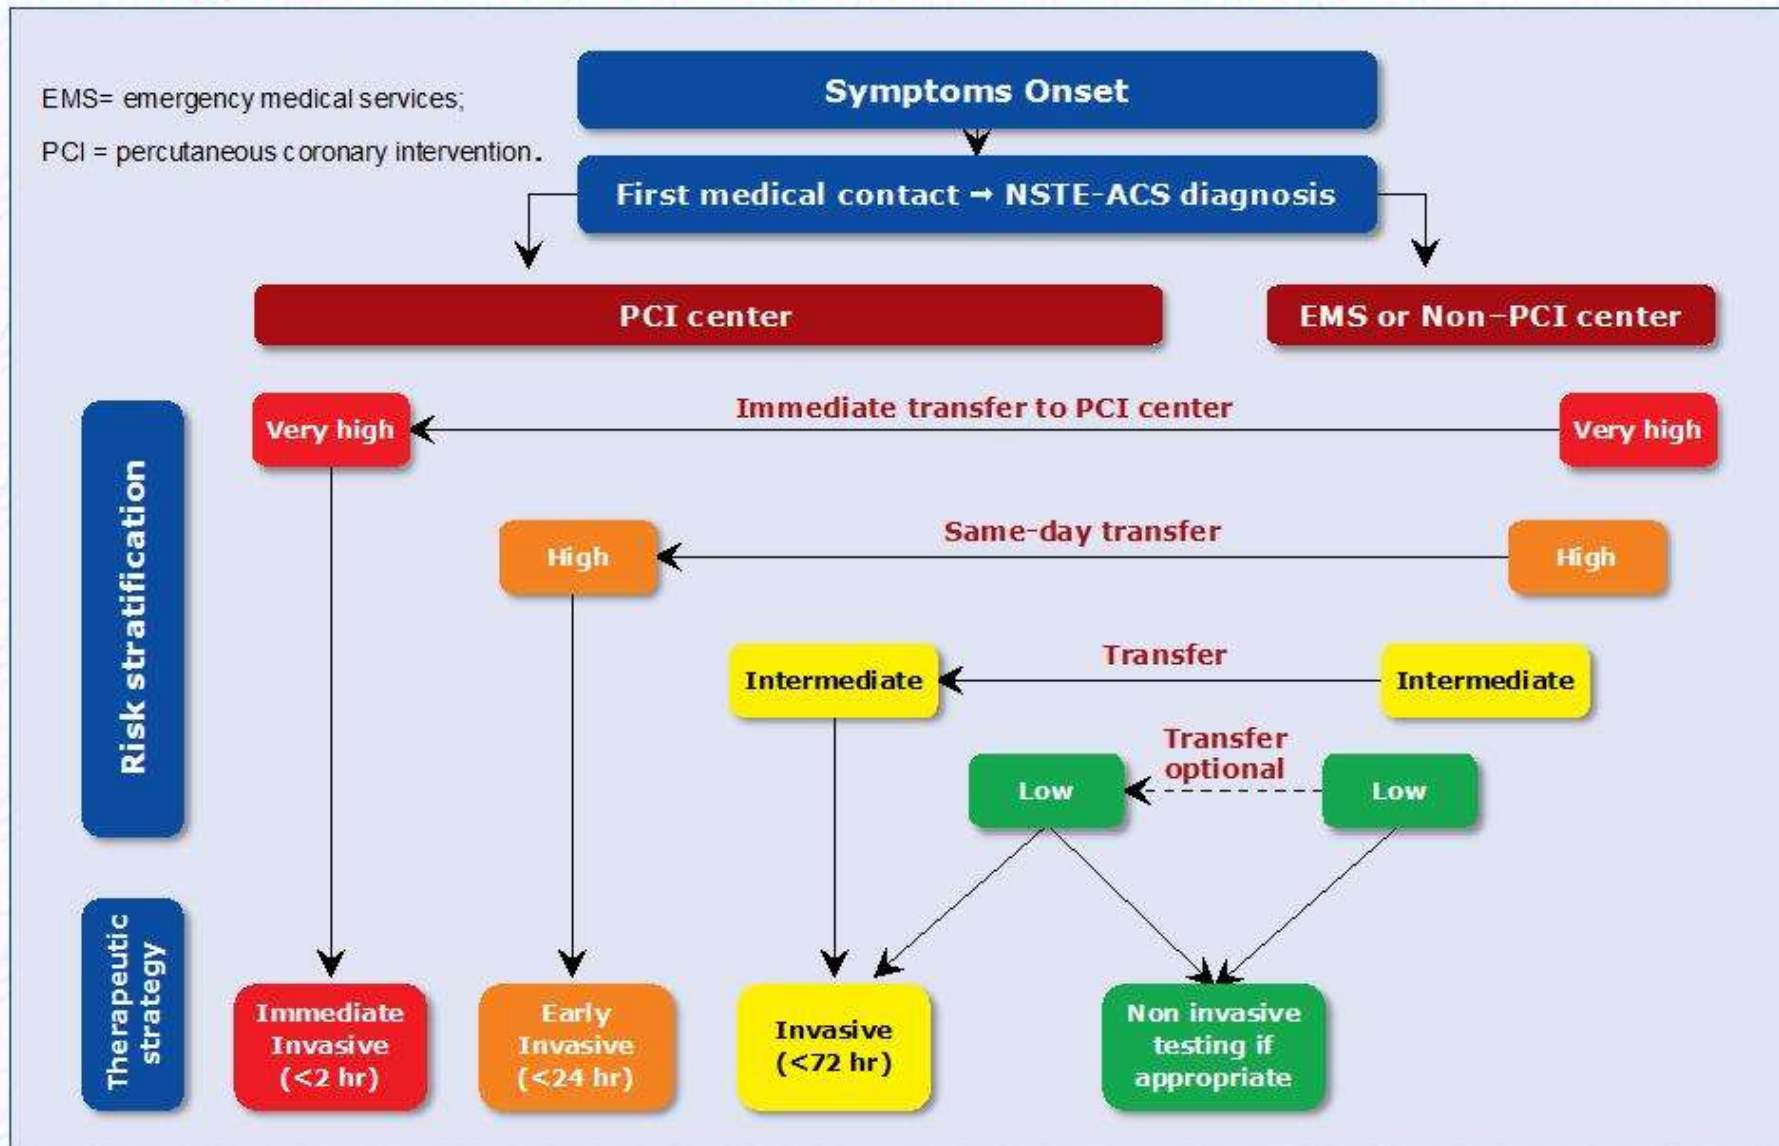 EMS= emergency medical services;
PCI = percutaneous coronary intervention.
Symptoms Onset
First medical contact → NSTE-ACS diagnosis
PCI center
EMS or Non–PCI center
Risk stratification
Very high
Immediate transfer to PCI center
Very high
High
Same-day transfer
High
Intermediate
Transfer
Intermediate
Low
Transfer
optional
Low
Therapeutic
strategy
Immediate
Invasive
(<2 hr)
Early
Invasive
(<24 hr)
Invasive
(<72 hr)
Non invasive
testing if
appropriate